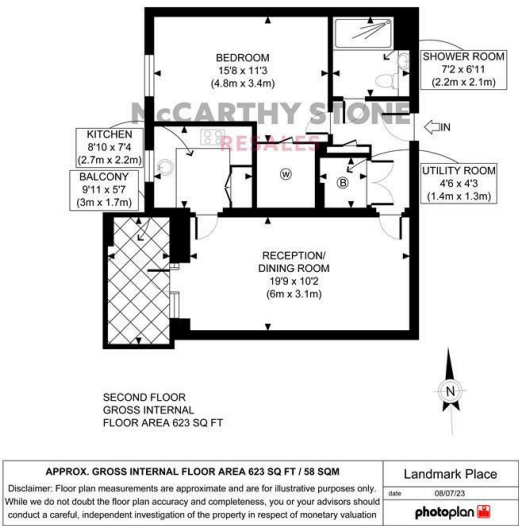 BEDROOM
15'8 x 11'3
(4.8m x 3.4m)
SHOWER ROOM
7'2 x 6'11
(2.2m x 2.1m)
McCARTHY STONE
RESALES
IN
KITCHEN
8'10 x 7'4
(2.7m x 2.2m)
BALCONY
9'11 x 5'7
(3m x 1.7m)
W
B
UTILITY ROOM
4'6 x 4'3
(1.4m x 1.3m)
RECEPTION/
DINING ROOM
19'9 x 10'2
(6m x 3.1m)
N
SECOND FLOOR
GROSS INTERNAL
FLOOR AREA 623 SQ FT
APPROX. GROSS INTERNAL FLOOR AREA 623 SQ FT / 58 SQM
Disclaimer: Floor plan measurements are approximate and are for illustrative purposes only.
While we do not doubt the floor plan accuracy and completeness, you or your advisors should
conduct a careful, independent investigation of the property in respect of monetary valuation
Landmark Place
date 08/07/23
photoplan